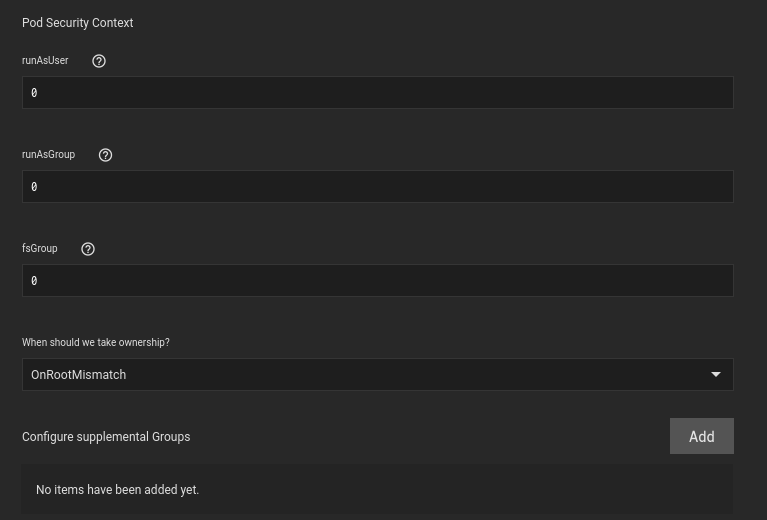 Pod Security Context
runAsUser
0
runAsGroup
0
fsGroup
0
When should we take ownership?
OnRootMismatch
Configure supplemental Groups
Add
No items have been added yet.